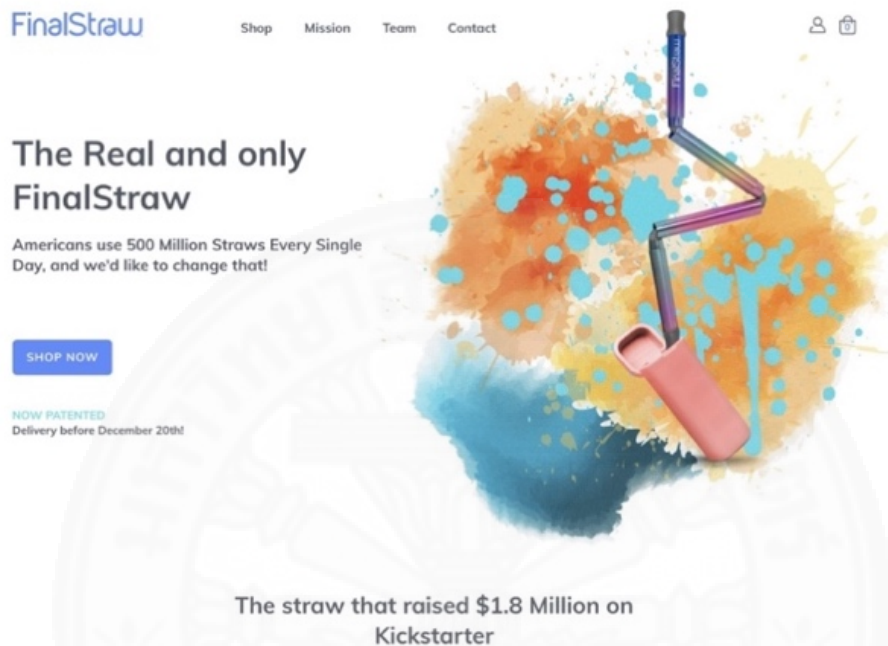 FinalStraw
Shop Mission Team Contact
0
FinalStraw
The Real and only
FinalStraw
Americans use 500 Million Straws Every Single
Day, and we'd like to change that!
SHOP NOW
NOW PATENTED
Delivery before December 20th!
The straw that raised $1.8 Million on
Kickstarter